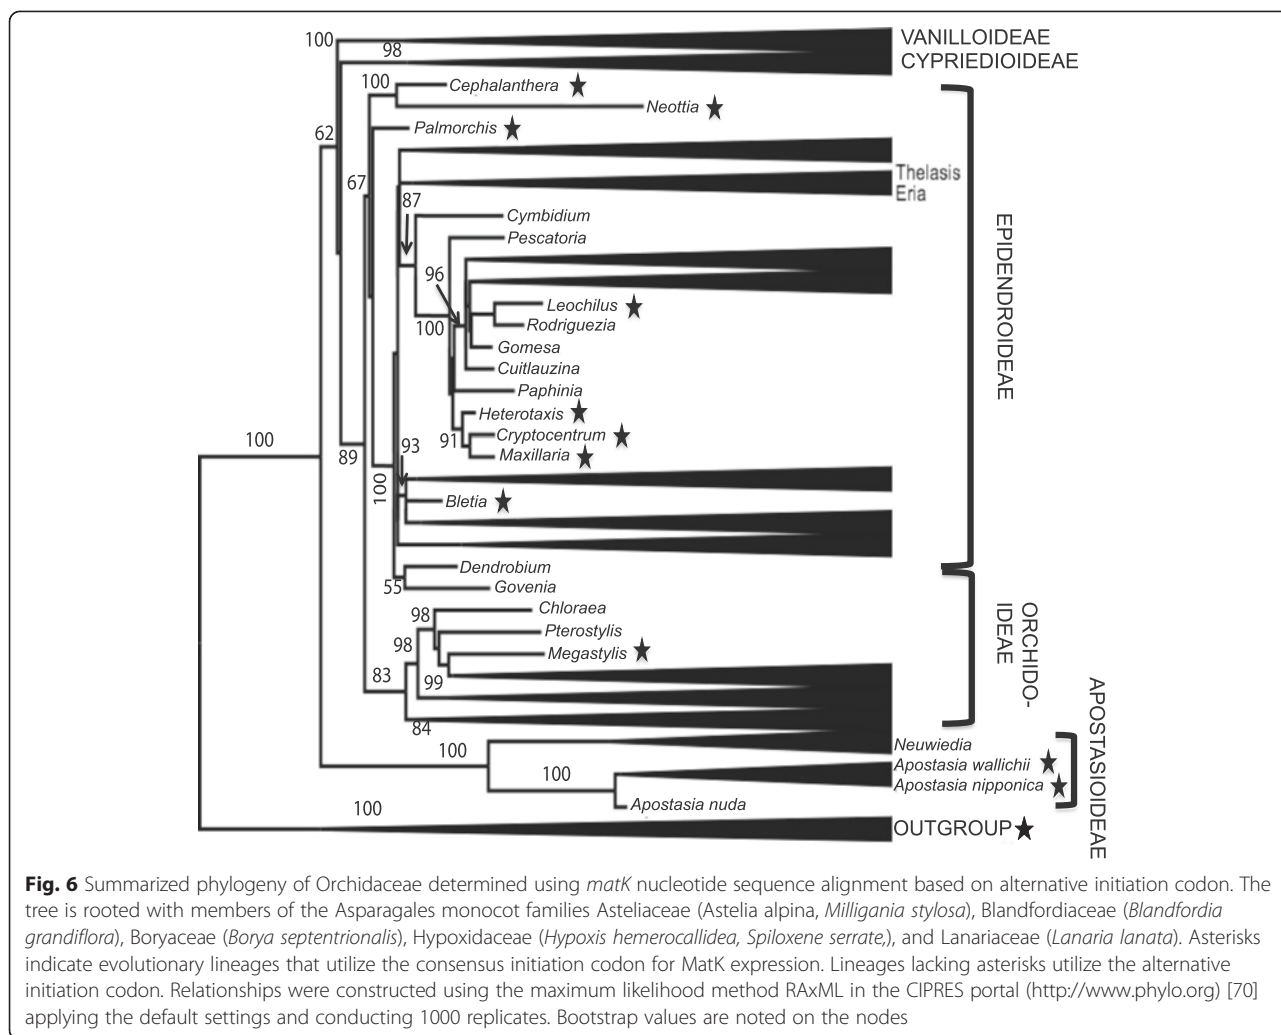 100
98
VANILLOIDEAE
CYPRIEDIOIDEAE
100
Cephalanthera ★
Neottia ★
62
Palmorchis ★
67
Thelasis
Eria
87
Cymbidium
Pescatoria
EPIDENDROIDEAE
96
Leochilus ★
100
Rodriguezia
Gomesa
Cuitlauzina
Paphinia
Heterotaxis ★
91
Cryptocentrum ★
Maxillaria ★
100
89
93
100
Bletia ★
Dendrobium
55
Govenia
98
Chloraea
Pterostylis
98
Megastylis ★
ORCHIDO-
IDEAE
83
99
84
100
Neuwiedia
Apostasia wallichii ★
100
Apostasia nipponica ★
Apostasia nuda
APOSTASIOIDEAE
100
OUTGROUP ★
Fig. 6 Summarized phylogeny of Orchidaceae determined using matK nucleotide sequence alignment based on alternative initiation codon. The
tree is rooted with members of the Asparagales monocot families Asteliaceae (Astelia alpina, Milligania stylosa), Blandfordiaceae (Blandfordia
grandiflora), Boryaceae (Borya septentrionalis), Hypoxidaceae (Hypoxis hemerocallidea, Spiloxene serrate,), and Lanariaceae (Lanaria lanata). Asterisks
indicate evolutionary lineages that utilize the consensus initiation codon for MatK expression. Lineages lacking asterisks utilize the alternative
initiation codon. Relationships were constructed using the maximum likelihood method RAxML in the CIPRES portal (http://www.phylo.org) [70]
applying the default settings and conducting 1000 replicates. Bootstrap values are noted on the nodes